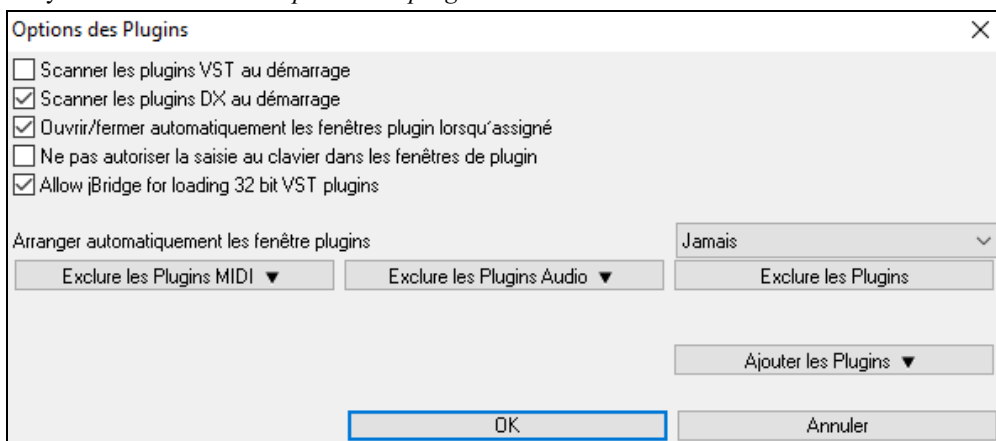 Options des Plugins
Scanner les plugins VST au démarrage
Scanner les plugins DX au démarrage
Ouvrir/fermer automatiquement les fenêtres plugin lorsqu'assigné
Ne pas autoriser la saisie au clavier dans les fenêtres de plugin
Allow jBridge for loading 32 bit VST plugins
Arranger automatiquement les fenêtre plugins Jamais
Exclure les Plugins MIDI ▼ Exclure les Plugins Audio ▼ Exclure les Plugins
Ajouter les Plugins ▼
OK Annuler